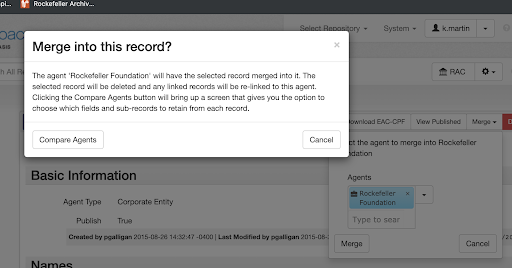 Rockefeller Archiv...
Select Repository
System
k.martin
RAC
Merge into this record?
×
The agent 'Rockefeller Foundation' will have the selected record merged into it. The
selected record will be deleted and any linked records will be re-linked to this agent.
Clicking the Compare Agents button will bring up a screen that gives you the option to
choose which fields and sub-records to retain from each record.
Compare Agents
Cancel
Download EAC-CPF
View Published
Merge
ct the agent to merge into Rockefeller
ndation
Agents
Rockefeller ×
Foundation
Type to sear
Merge
Cancel
Basic Information
Agent Type Corporate Entity
Publish True
Created by pgalligan 2015-08-26 14:32:47 -0400 | Last Modified by pgalligan 2015-08-26
Names